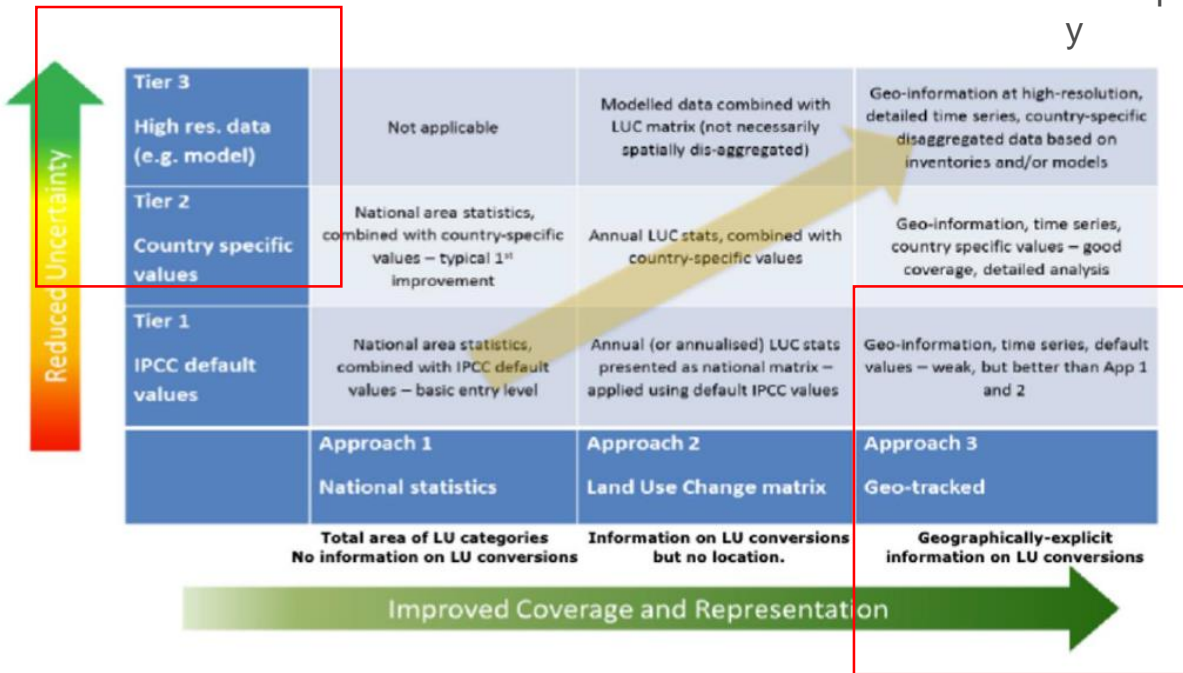 y
Tier 3
High res. data
(e.g. model)
Not applicable
Modelled data combined with
LUC matrix (not necessarily
spatially dis-aggregated)
Geo-information at high-resolution,
detailed time series, country-specific
disaggregated data based on
inventories and/or models
Tier 2
Country specific
values
National area statistics,
combined with country-specific
values – typical 1st
improvement
Annual LUC stats, combined with
country-specific values
Geo-information, time series,
country specific values – good
coverage, detailed analysis
Tier 1
IPCC default
values
National area statistics,
combined with IPCC default
values – basic entry level
Annual (or annualised) LUC stats
presented as national matrix –
applied using default IPCC values
Geo-information, time series, default
values – weak, but better than App 1
and 2
Approach 1
National statistics
Approach 2
Land Use Change matrix
Approach 3
Geo-tracked
Total area of LU categories
No information on LU conversions
Information on LU conversions
but no location.
Geographically-explicit
information on LU conversions
Reduced Uncertainty
Improved Coverage and Representation